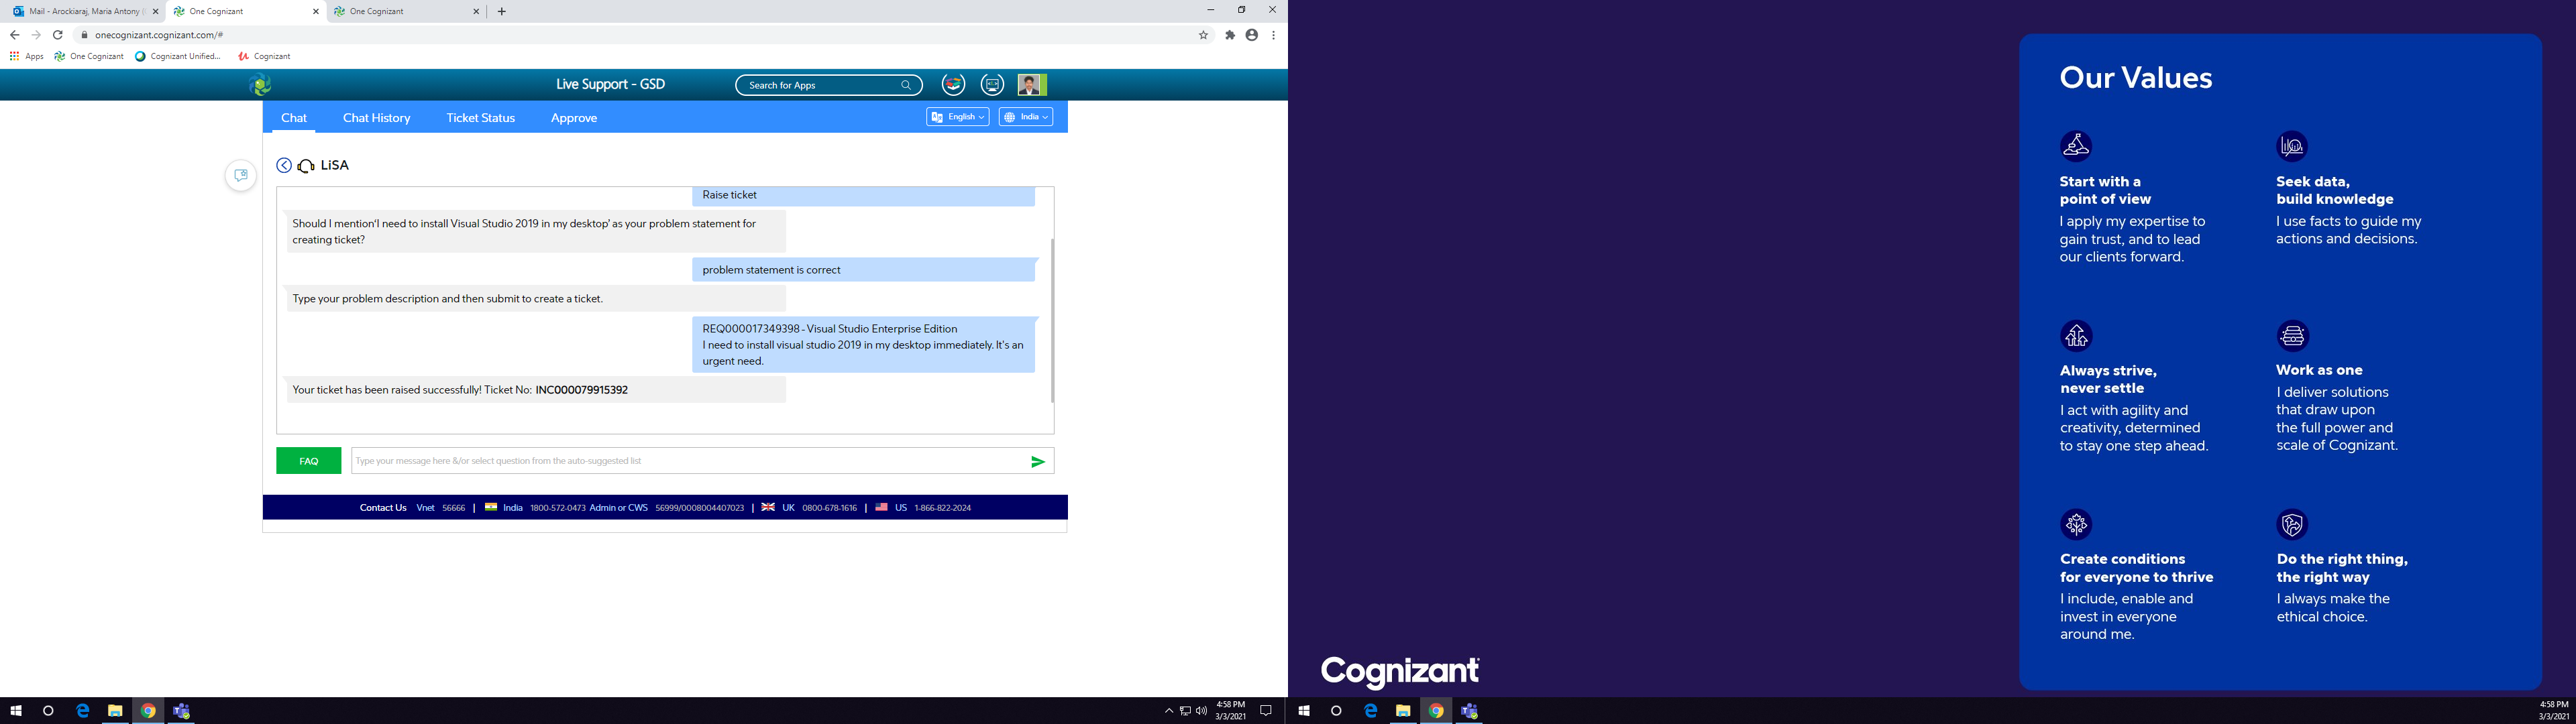 Mail - Arockiaraj, Maria Antony (
One Cognizant
One Cognizant
onecognizant.cognizant.com/#
Apps
One Cognizant
Cognizant Unified...
Cognizant
Live Support - GSD
Search for Apps
Chat
Chat History
Ticket Status
Approve
English
India
LiSA
Raise ticket
Should I mention‘I need to install Visual Studio 2019 in my desktop’ as your problem statement for
creating ticket?
problem statement is correct
Type your problem description and then submit to create a ticket.
REQ000017349398 - Visual Studio Enterprise Edition
I need to install visual studio 2019 in my desktop immediately. It's an
urgent need.
Your ticket has been raised successfully! Ticket No: INC000079915392
FAQ
Type your message here &/or select question from the auto-suggested list
Contact Us Vnet 56666 | India 1800-572-0473 Admin or CWS 56999/0008004407023 | UK 0800-678-1616 | US 1-866-822-2024
4:58 PM
3/3/2021
Our Values
Start with a
point of view
I apply my expertise to
gain trust, and to lead
our clients forward.
Seek data,
build knowledge
I use facts to guide my
actions and decisions.
Always strive,
never settle
I act with agility and
creativity, determined
to stay one step ahead.
Work as one
I deliver solutions
that draw upon
the full power and
scale of Cognizant.
Create conditions
for everyone to thrive
I include, enable and
invest in everyone
around me.
Do the right thing,
the right way
I always make the
ethical choice.
Cognizant
4:58 PM
3/3/2021